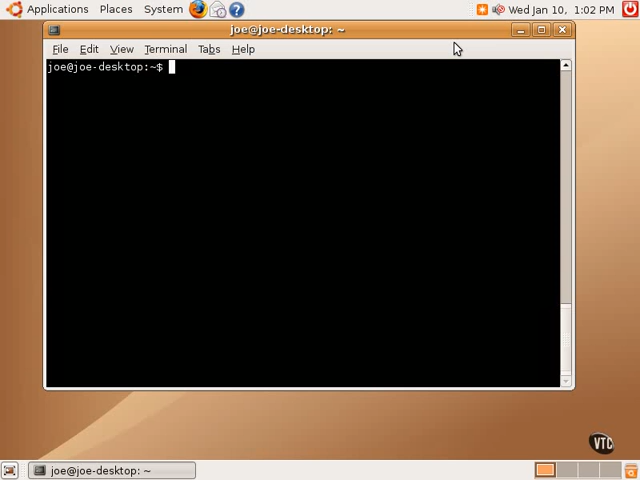 Applications Places System Wed Jan 10, 1:02 PM
joe@joe-desktop: ~
File Edit View Terminal Tabs Help
joe@joe-desktop:~$
VTC
joe@joe-desktop: ~